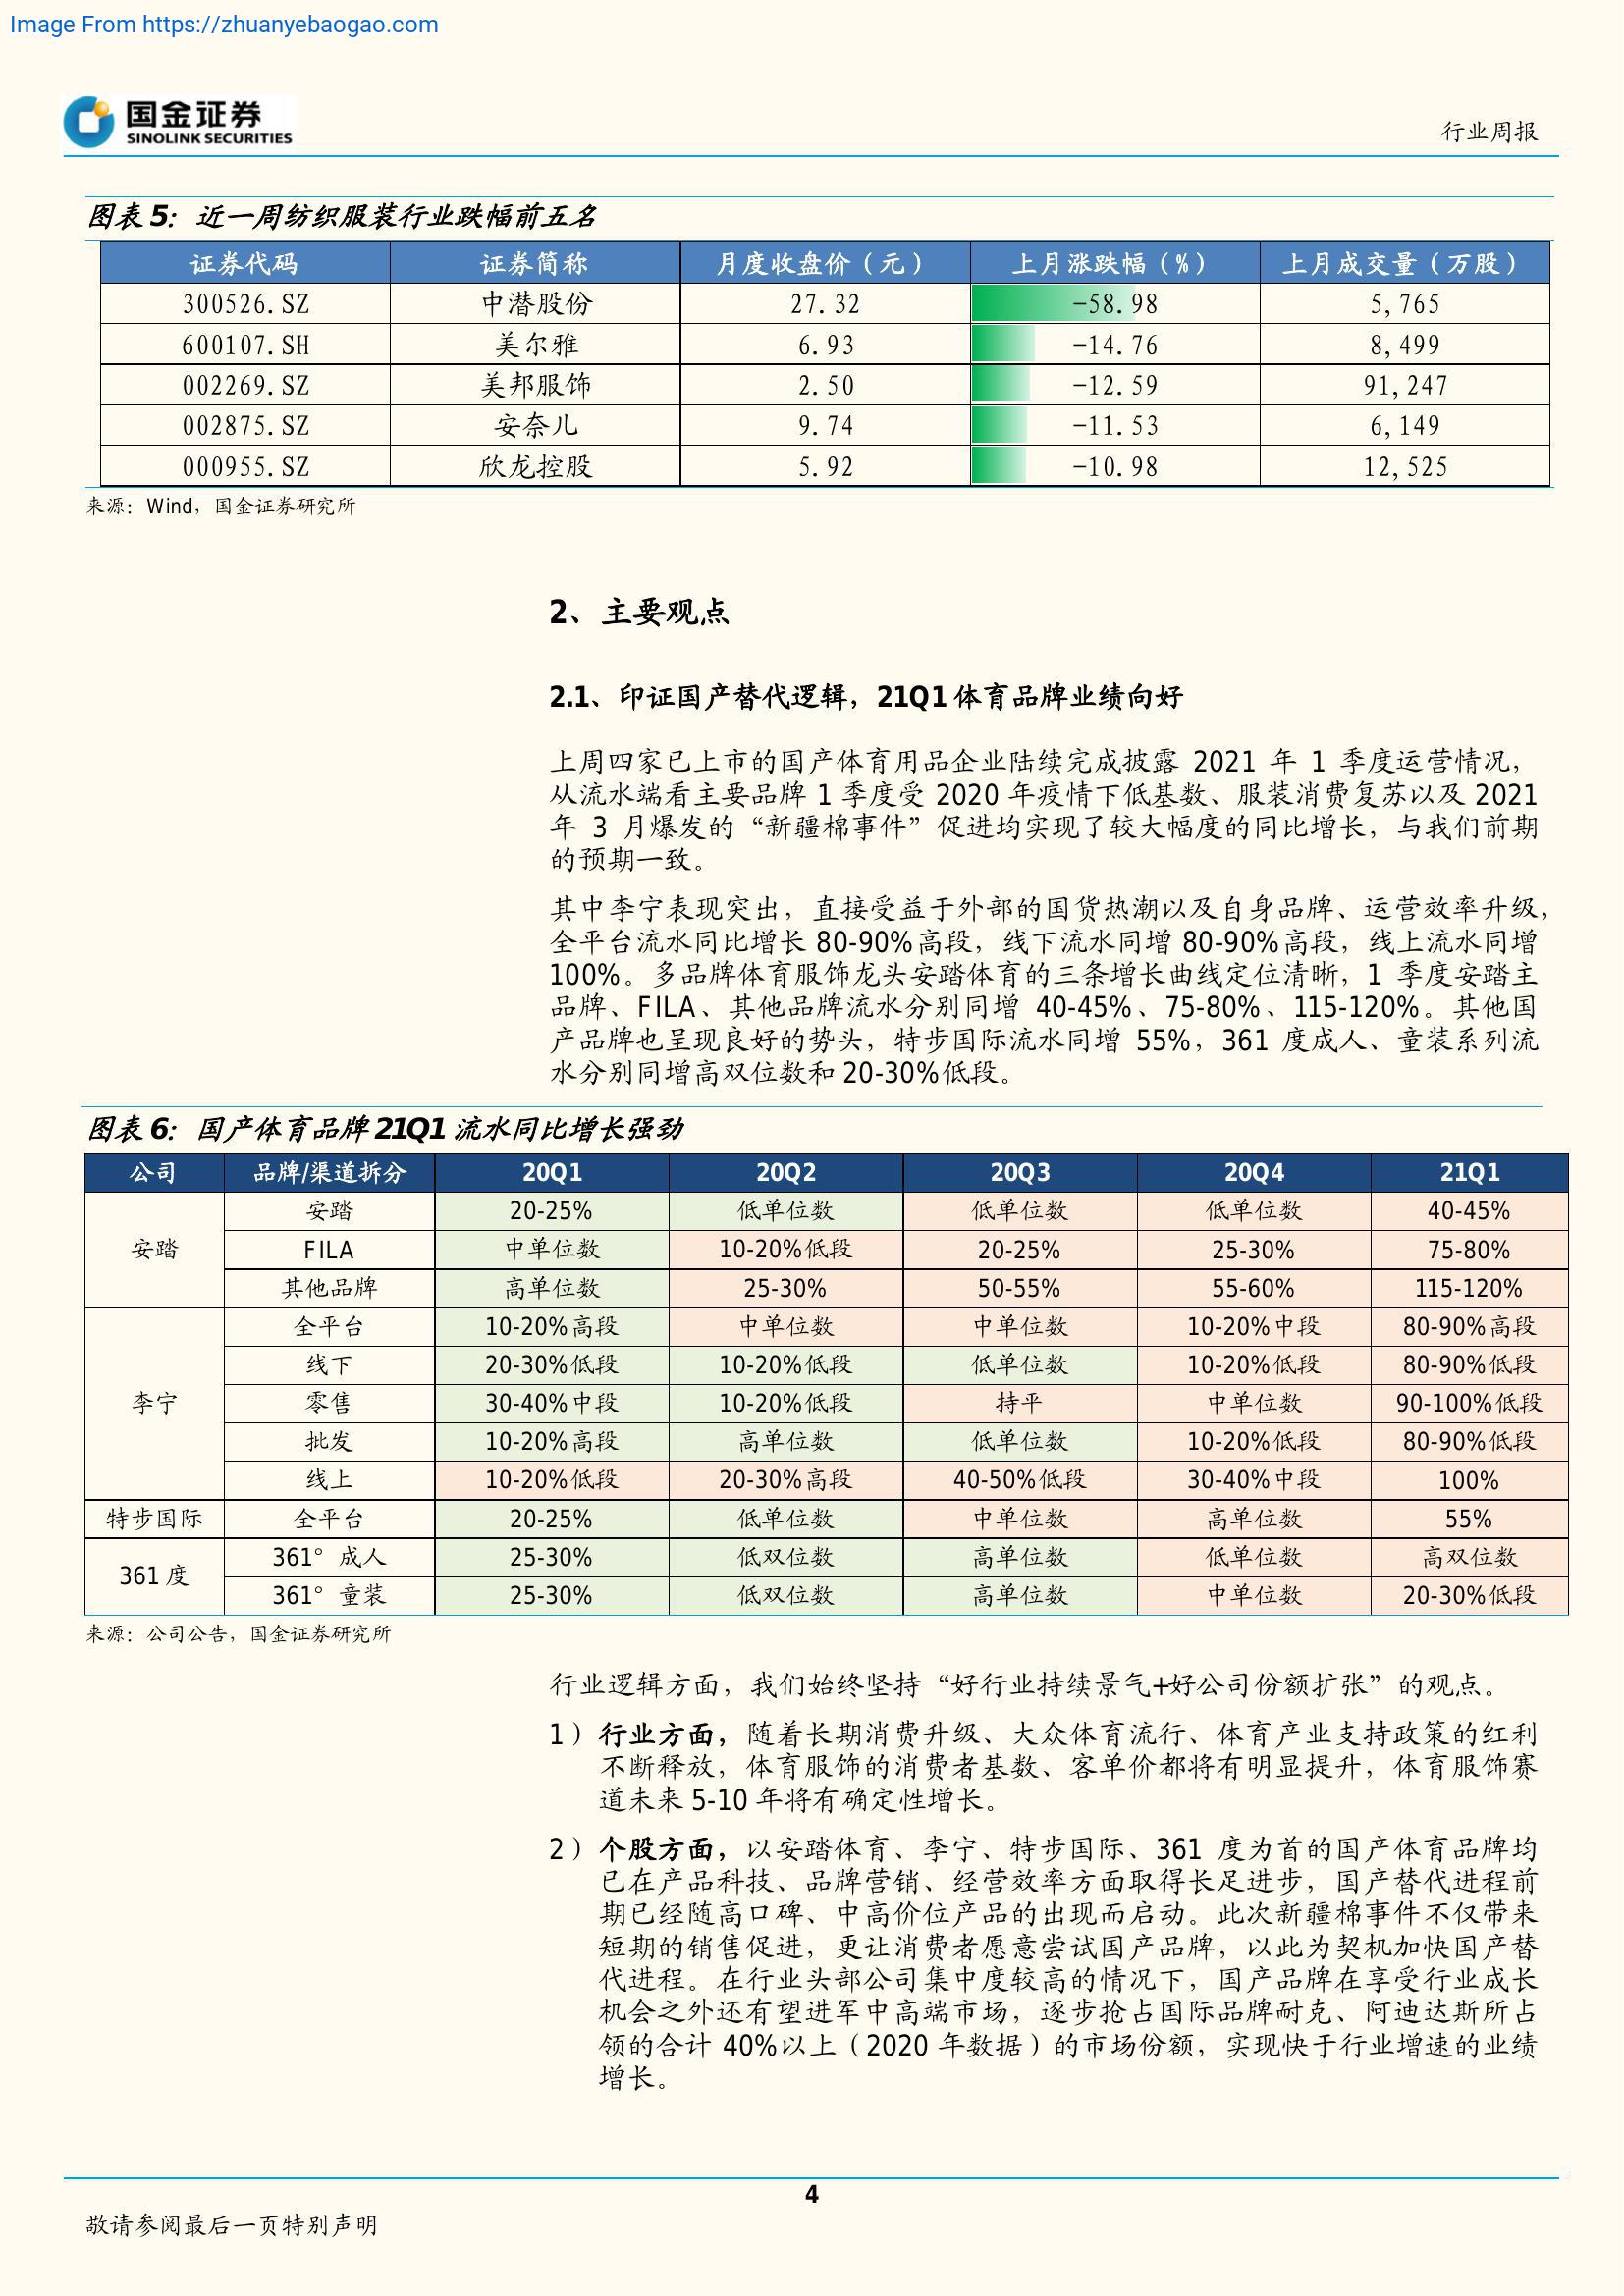 Image From https://zhuanyebaogao.com
国金证券
SINOLINK SECURITIES
行业周报
图表 5：近一周纺织服装行业跌幅前五名
证券代码 证券简称 月度收盘价（元） 上月涨跌幅（%） 上月成交量（万股）
300526.SZ 中潜股份 27.32 -58.98 5,765
600107.SH 美尔雅 6.93 -14.76 8,499
002269.SZ 美邦服饰 2.50 -12.59 91,247
002875.SZ 安奈儿 9.74 -11.53 6,149
000955.SZ 欣龙控股 5.92 -10.98 12,525
来源：Wind，国金证券研究所
2、主要观点
2.1、印证国产替代逻辑，21Q1 体育品牌业绩向好
上周四家已上市的国产体育用品企业陆续完成披露 2021 年 1 季度运营情况，
从流水端看主要品牌 1 季度受 2020 年疫情下低基数、服装消费复苏以及 2021
年 3 月爆发的“新疆棉事件”促进均实现了较大幅度的同比增长，与我们前期
的预期一致。
其中李宁表现突出，直接受益于外部的国货热潮以及自身品牌、运营效率升级，
全平台流水同比增长 80-90%高段，线下流水同增 80-90%高段，线上流水同增
100%。多品牌体育服饰龙头安踏体育的三条增长曲线定位清晰，1 季度安踏主
品牌、FILA、其他品牌流水分别同增 40-45%、75-80%、115-120%。其他国
产品牌也呈现良好的势头，特步国际流水同增 55%，361 度成人、童装系列流
水分别同增高双位数和 20-30%低段。
图表 6：国产体育品牌 21Q1 流水同比增长强劲
公司 品牌/渠道拆分 20Q1 20Q2 20Q3 20Q4 21Q1
安踏 安踏 20-25% 低单位数 低单位数 低单位数 40-45%
FILA 中单位数 10-20%低段 20-25% 25-30% 75-80%
其他品牌 高单位数 25-30% 50-55% 55-60% 115-120%
李宁 全平台 10-20%高段 中单位数 中单位数 10-20%中段 80-90%高段
线下 20-30%低段 10-20%低段 低单位数 10-20%低段 80-90%低段
零售 30-40%中段 10-20%低段 持平 中单位数 90-100%低段
批发 10-20%高段 高单位数 低单位数 10-20%低段 80-90%低段
线上 10-20%低段 20-30%高段 40-50%低段 30-40%中段 100%
特步国际 全平台 20-25% 低单位数 中单位数 高单位数 55%
361 度 361° 成人 25-30% 低双位数 高单位数 低单位数 高双位数
361° 童装 25-30% 低双位数 高单位数 中单位数 20-30%低段
来源：公司公告，国金证券研究所
行业逻辑方面，我们始终坚持“好行业持续景气+好公司份额扩张”的观点。
1）行业方面，随着长期消费升级、大众体育流行、体育产业支持政策的红利
不断释放，体育服饰的消费者基数、客单价都将有明显提升，体育服饰赛
道未来 5-10 年将有确定性增长。
2）个股方面，以安踏体育、李宁、特步国际、361 度为首的国产体育品牌均
已在产品科技、品牌营销、经营效率方面取得长足进步，国产替代进程前
期已经随高口碑、中高价位产品的出现而启动。此次新疆棉事件不仅带来
短期的销售促进，更让消费者愿意尝试国产品牌，以此为契机加快国产替
代进程。在行业头部公司集中度较高的情况下，国产品牌在享受行业成长
机会之外还有望进军中高端市场，逐步抢占国际品牌耐克、阿迪达斯所占
领的合计 40%以上（2020 年数据）的市场份额，实现快于行业增速的业绩
增长。
4
敬请参阅最后一页特别声明